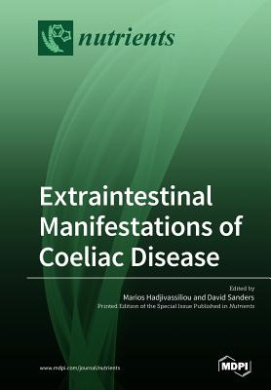 nutrients
Extraintestinal
Manifestations of
Coeliac Disease
Edited by
Marios Hadjivassiliou and David Sanders
Printed Edition of the Special Issue Published in Nutrients
www.mdpi.com/journal/nutrients
MDPI